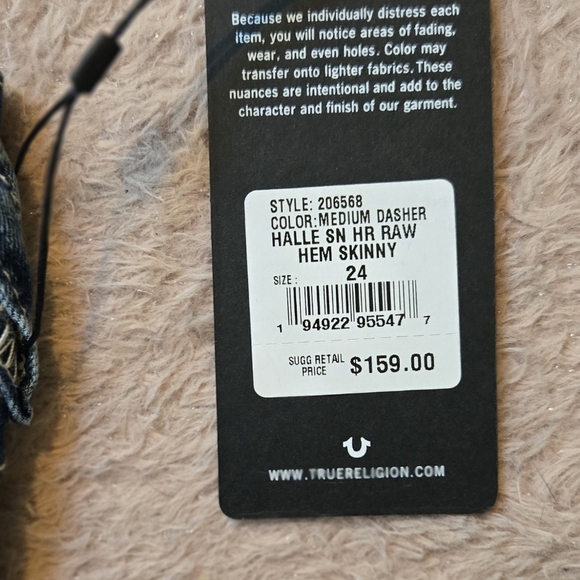 Because we individually distress each
item, you will notice areas of fading,
wear, and even holes. Color may
transfer onto lighter fabrics. These
nuances are intentional and add to the
character and finish of our garment.
STYLE: 206568
COLOR:MEDIUM DASHER
HALLE SN HR RAW
HEM SKINNY
SIZE: 24
1 94922 95547 7
SUGG RETAIL
PRICE $159.00
WWW.TRUERELIGION.COM